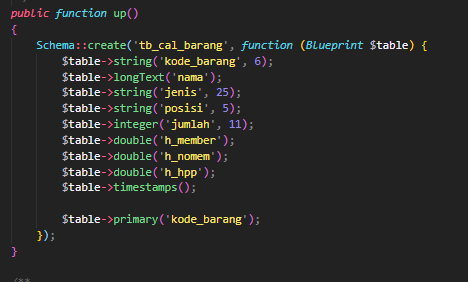 public function up()
{
Schema::create('tb_cal_barang', function (Blueprint $table) {
$table->string('kode_barang', 6);
$table->longText('nama');
$table->string('jenis', 25);
$table->string('posisi', 5);
$table->integer('jumlah', 11);
$table->double('h_member');
$table->double('h_nomem');
$table->double('h_hpp');
$table->timestamps();
$table->primary('kode_barang');
});
}
/**